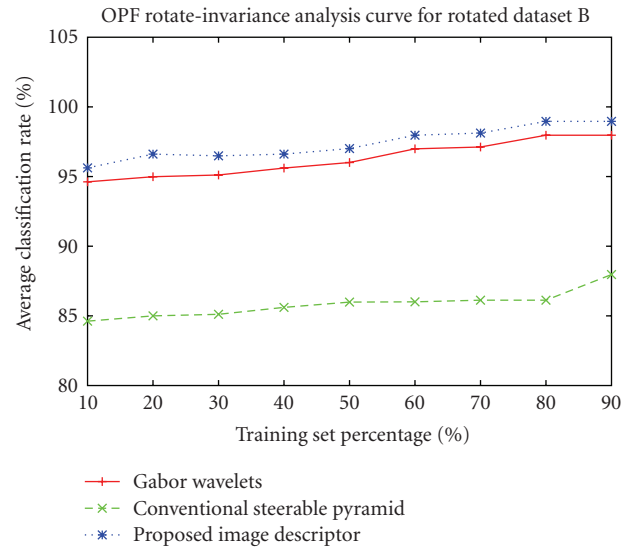 OPF rotate-invariance analysis curve for rotated dataset B
105
100
95
90
85
80
Average classification rate (%)
10 20 30 40 50 60 70 80 90
Training set percentage (%)
Gabor wavelets
Conventional steerable pyramid
Proposed image descriptor